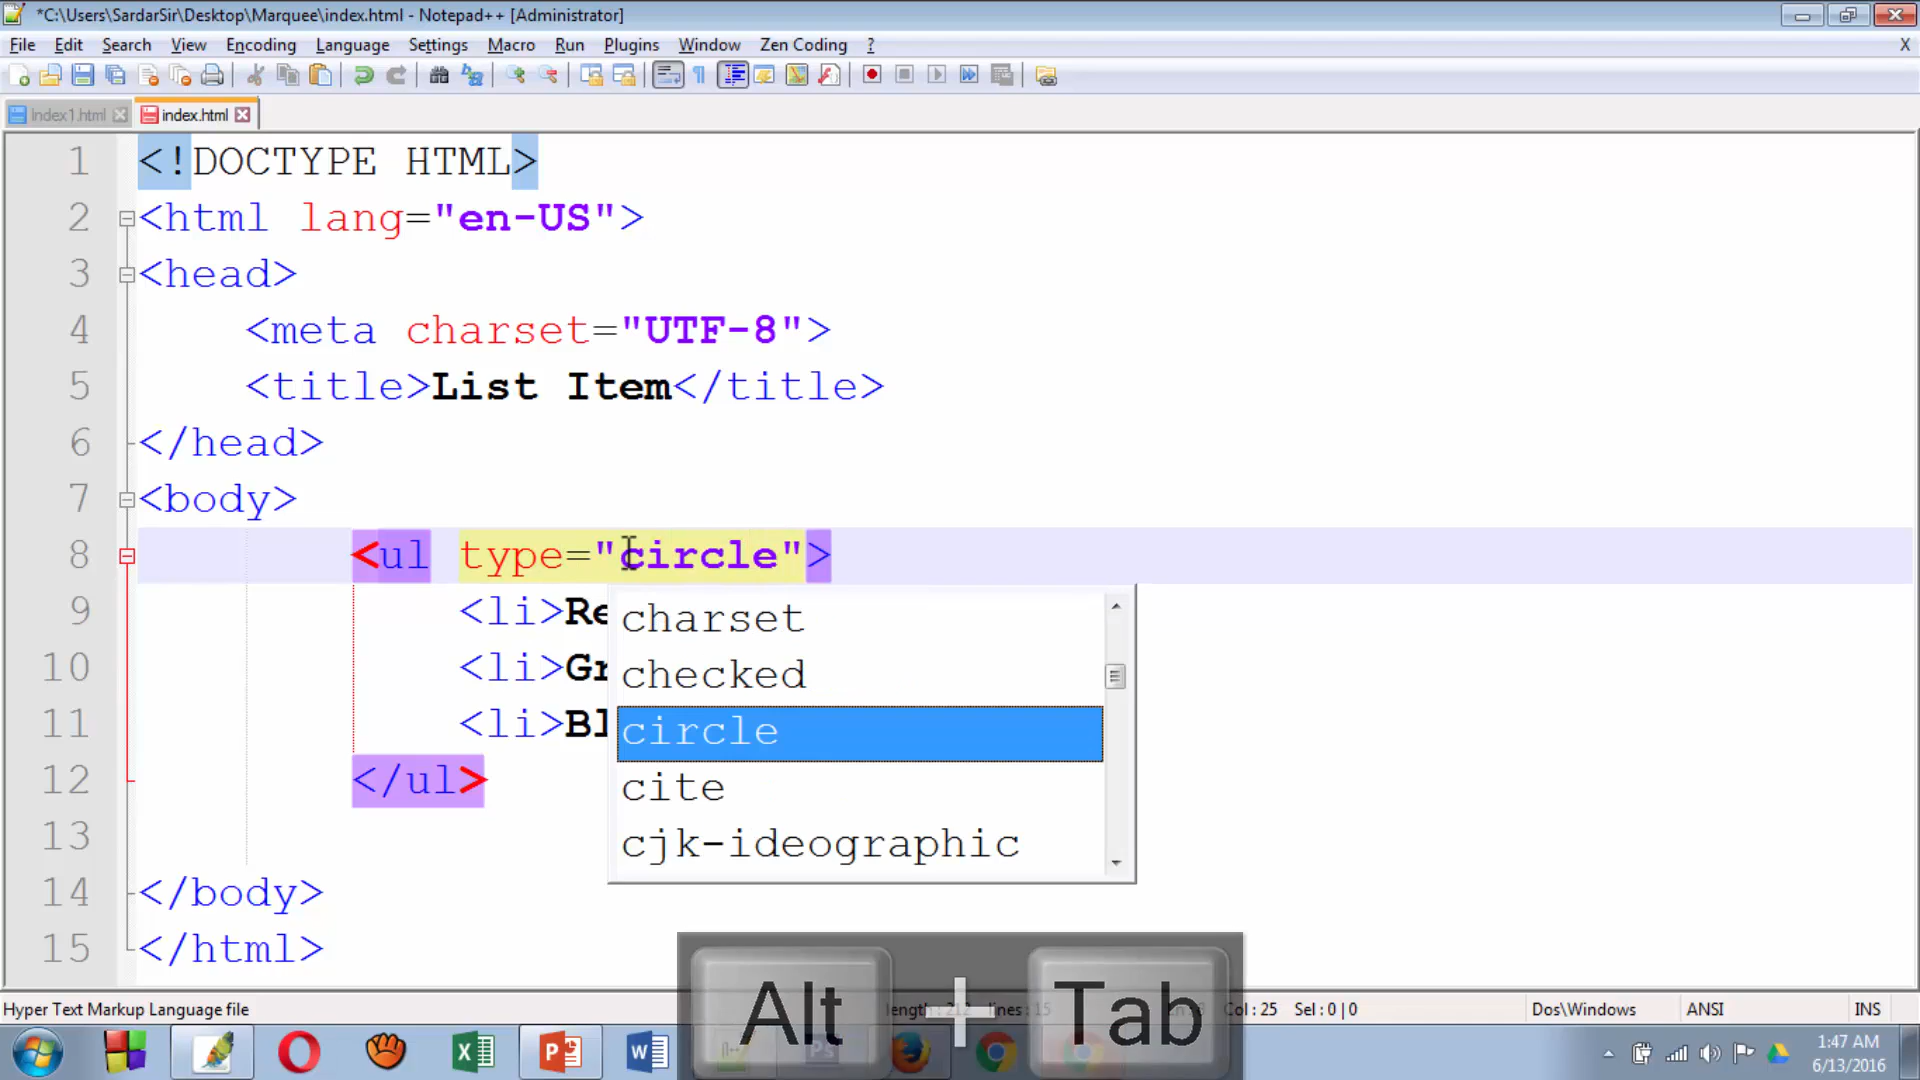 *C:\Users\SardarSir\Desktop\Marquee\index.html - Notepad++ [Administrator]
File Edit Search View Encoding Language Settings Macro Run Plugins Window Zen Coding ? X
Index1.html index.html
1 <!DOCTYPE HTML>
2 <html lang="en-US">
3 <head>
4 <meta charset="UTF-8">
5 <title>List Item</title>
6 </head>
7 <body>
8 <ul type="circle">
9 <li>Re
charset
10 <li>Gr
checked
11 <li>Bl
circle
12 </ul>
cite
13
cjk-ideographic
14 </body>
15 </html>
Alt + Tab
Hyper Text Markup Language file length : 212 lines : 15 Col : 25 Sel : 0 | 0 Dos\Windows ANSI INS
1:47 AM
6/13/2016